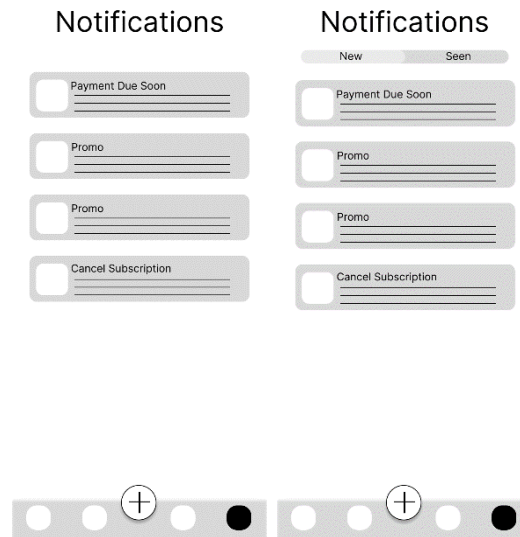 Notifications
Payment Due Soon
Promo
Promo
Cancel Subscription
Notifications
New Seen
Payment Due Soon
Promo
Promo
Cancel Subscription